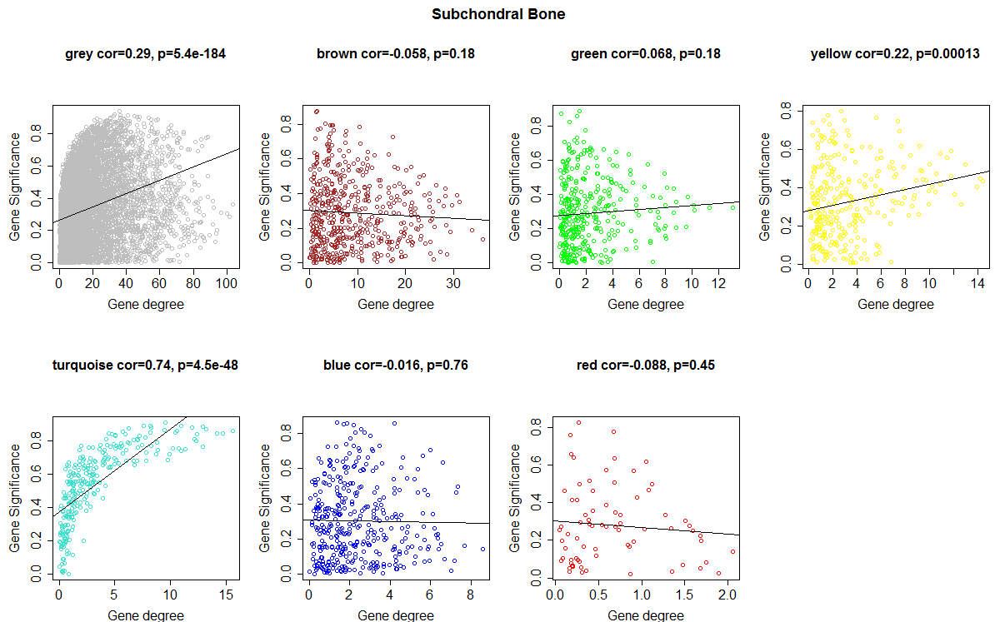 Subchondral Bone
grey cor=0.29, p=5.4e-184
brown cor=-0.058, p=0.18
green cor=0.068, p=0.18
yellow cor=0.22, p=0.00013
Gene Significance
0.0 0.2 0.4 0.6 0.8
0 20 40 60 80 100
Gene degree
Gene Significance
0.0 0.2 0.4 0.6 0.8
0 10 20 30
Gene degree
Gene Significance
0.0 0.2 0.4 0.6 0.8
0 2 4 6 8 10 12
Gene degree
Gene Significance
0.0 0.2 0.4 0.6 0.8
0 2 4 6 8 10 14
Gene degree
turquoise cor=0.74, p=4.5e-48
blue cor=-0.016, p=0.76
red cor=-0.088, p=0.45
Gene Significance
0.0 0.2 0.4 0.6 0.8
0 5 10 15
Gene degree
Gene Significance
0.0 0.2 0.4 0.6 0.8
0 2 4 6 8
Gene degree
Gene Significance
0.0 0.2 0.4 0.6 0.8
0.0 0.5 1.0 1.5 2.0
Gene degree